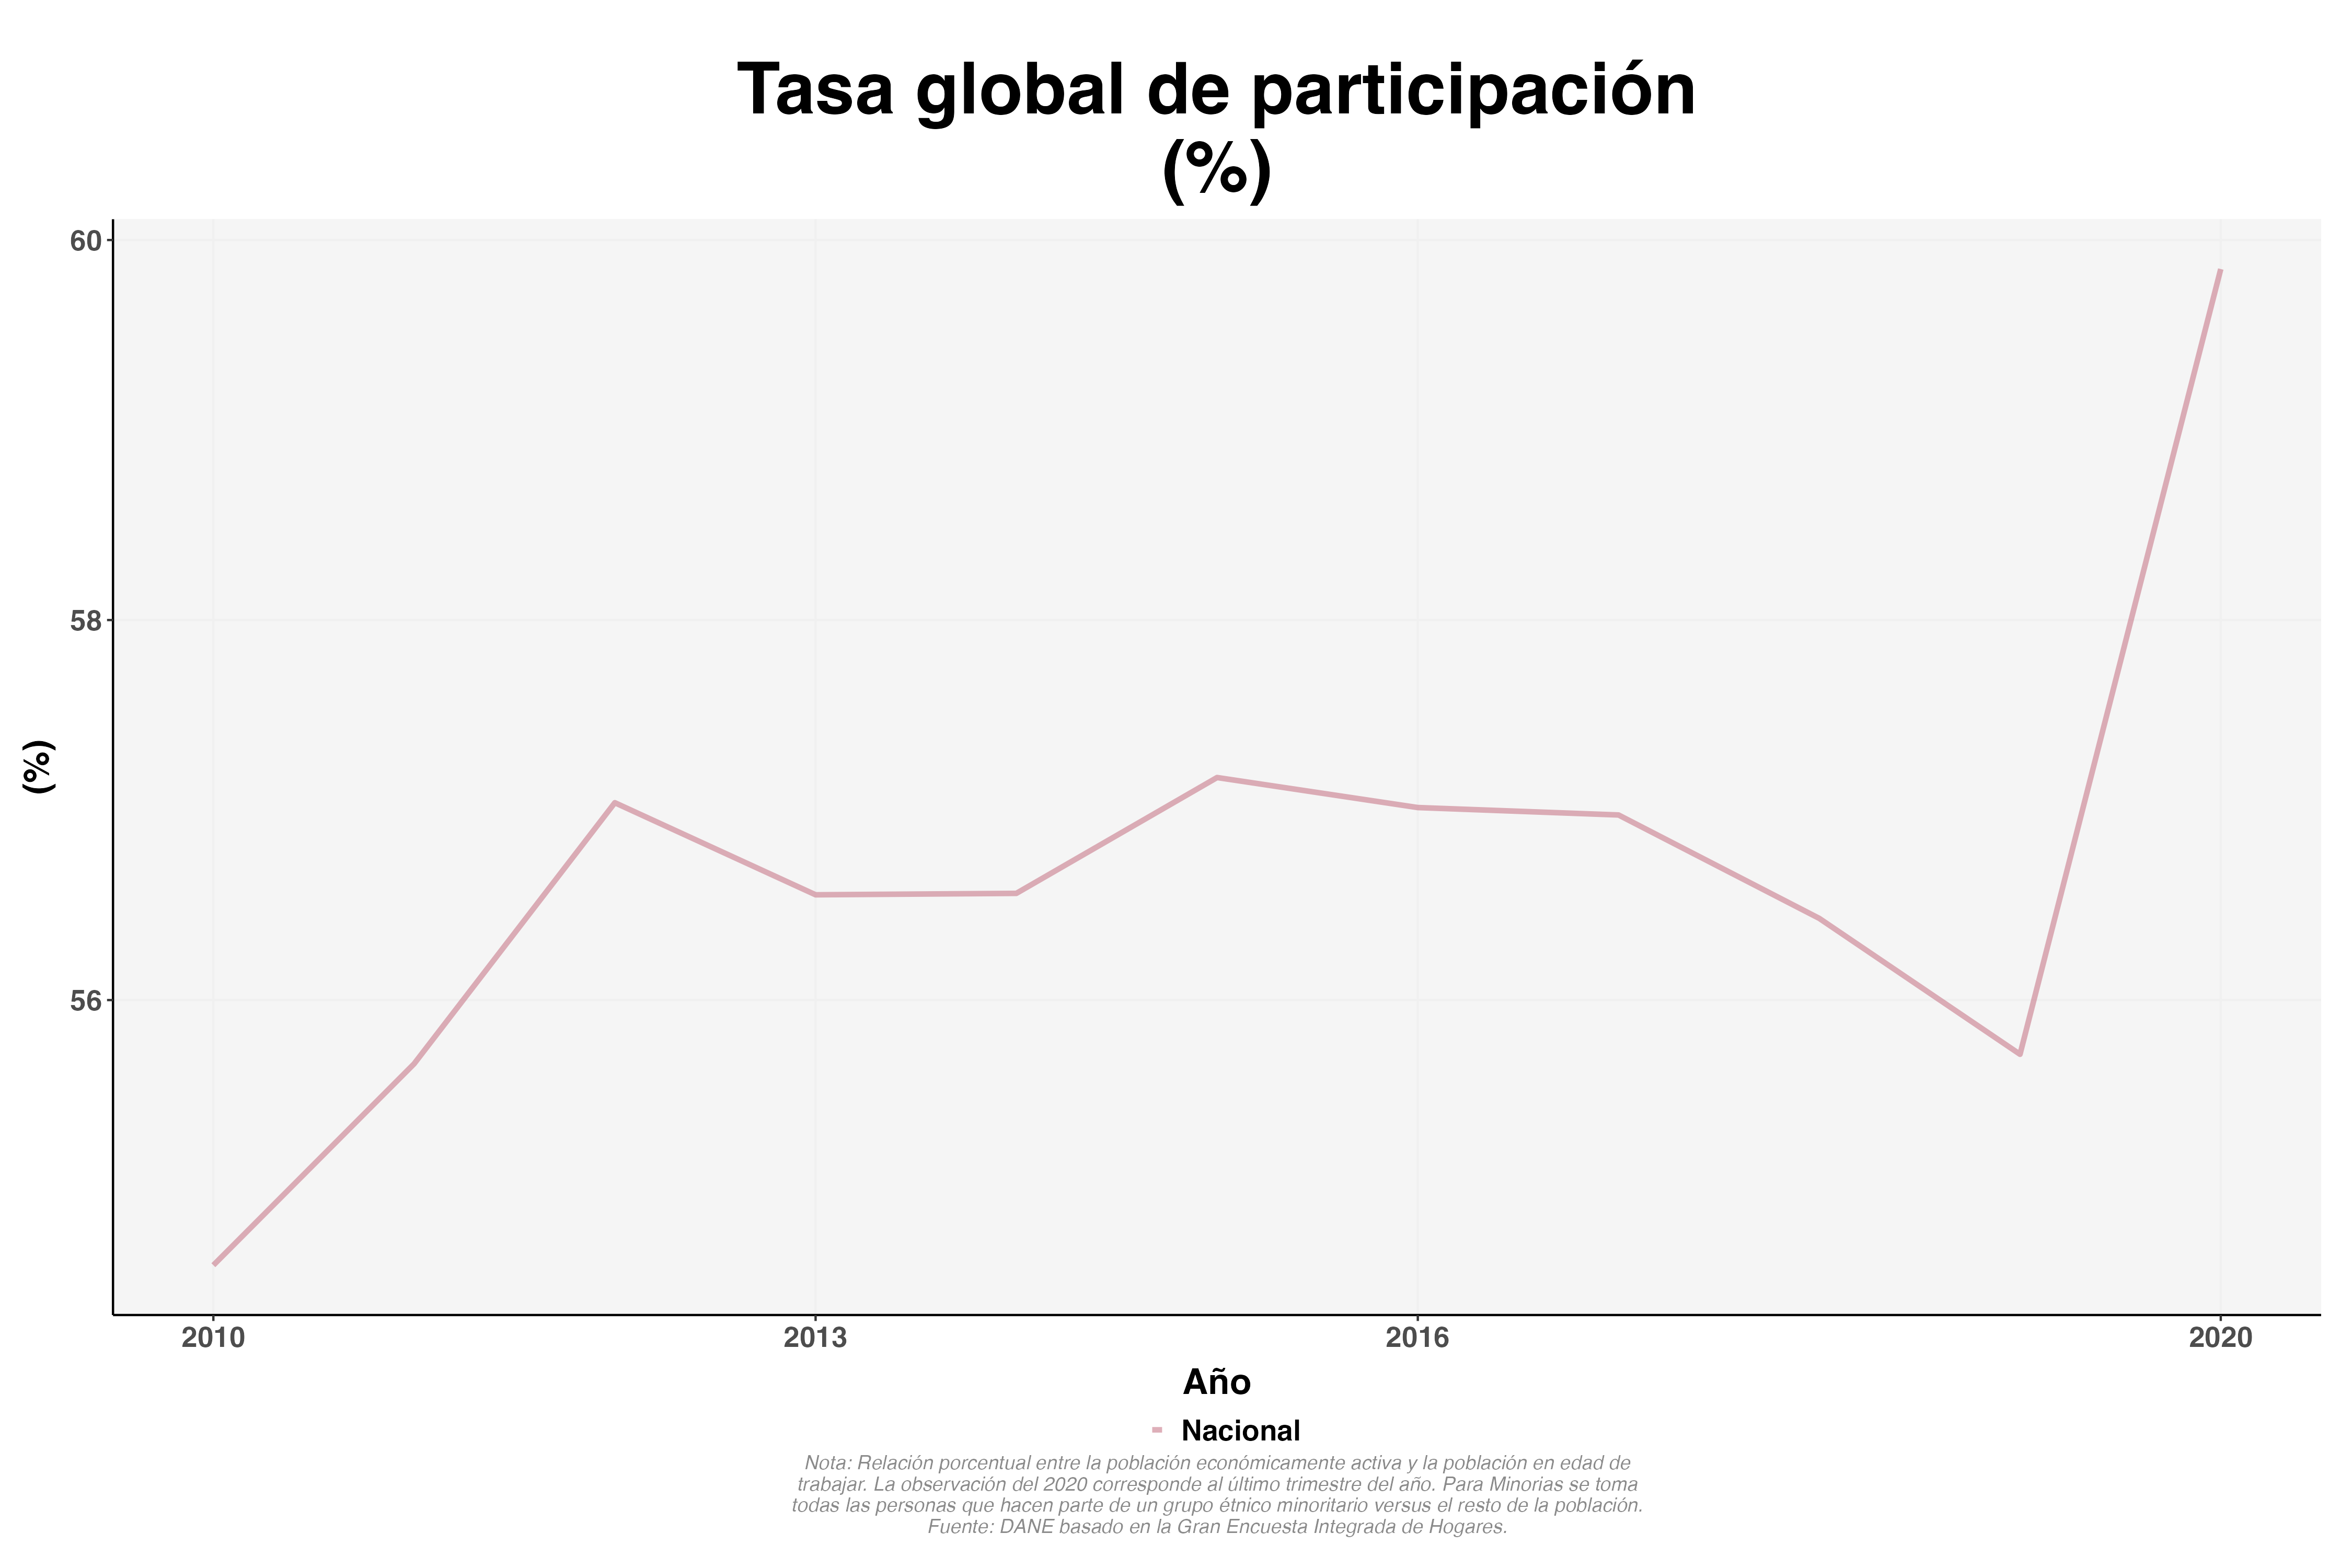 Tasa global de participación
(%)
60
58
56
(%)
2010
2013
2016
2020
Año
Nacional
Nota: Relación porcentual entre la población económicamente activa y la población en edad de
trabajar. La observación del 2020 corresponde al último trimestre del año. Para Minorias se toma
todas las personas que hacen parte de un grupo étnico minoritario versus el resto de la población.
Fuente: DANE basado en la Gran Encuesta Integrada de Hogares.